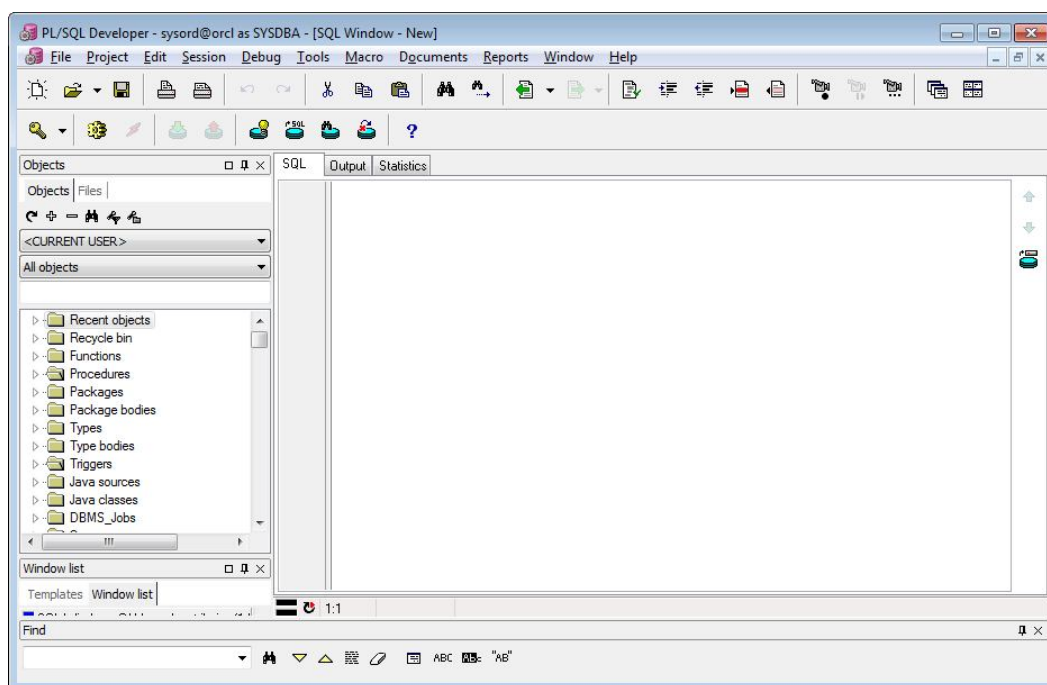 PL/SQL Developer - sysord@orcl as SYSDBA - [SQL Window - New]
File Project Edit Session Debug Tools Macro Documents Reports Window Help
Objects
SQL Output Statistics
Objects Files
<CURRENT USER>
All objects
Recent objects
Recycle bin
Functions
Procedures
Packages
Package bodies
Types
Type bodies
Triggers
Java sources
Java classes
DBMS_Jobs
Window list
Templates Window list
1:1
Find
ABC "AB"